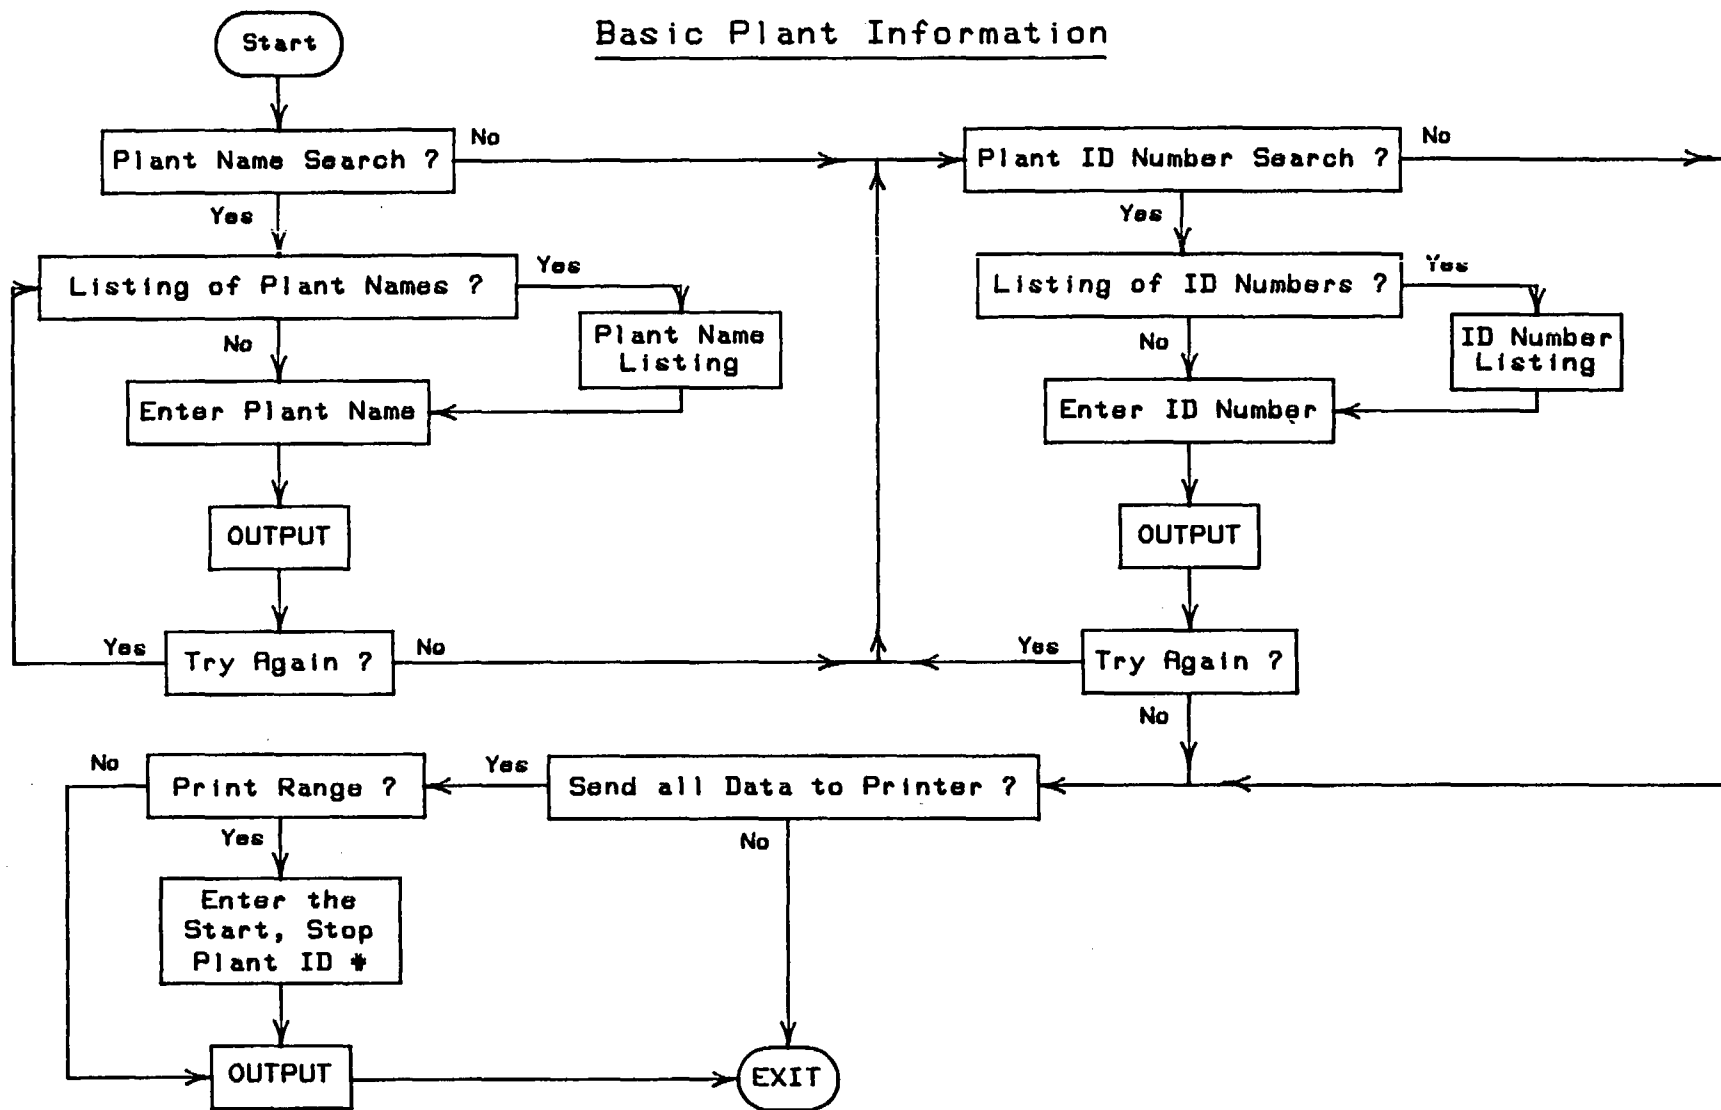 Basic Plant Information
Start
Plant Name Search ?
No
Yes
Listing of Plant Names ?
Yes
No
Plant Name
Listing
Enter Plant Name
OUTPUT
Yes
Try Again ?
No
Plant ID Number Search ?
No
Yes
Listing of ID Numbers ?
Yes
No
ID Number
Listing
Enter ID Number
OUTPUT
Yes
Try Again ?
No
Send all Data to Printer ?
Yes
No
Print Range ?
No
Yes
Enter the
Start, Stop
Plant ID #
OUTPUT
EXIT